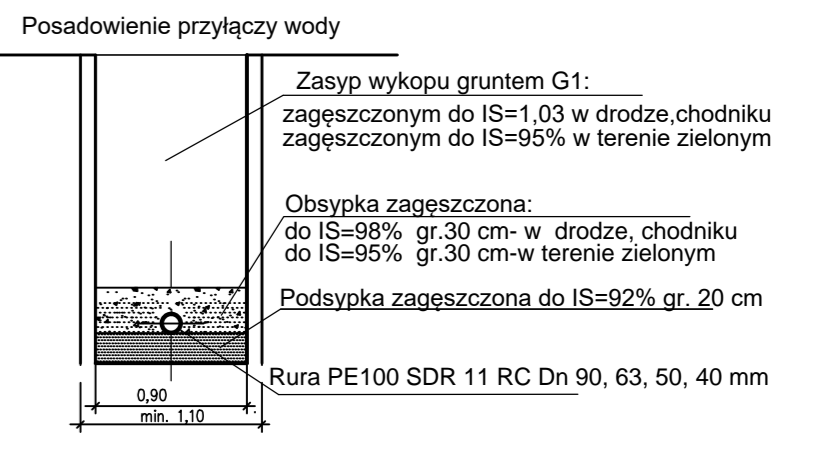 Posadowienie przyłączy wody
Zasyp wykopu gruntem G1:
zagęszczonym do IS=1,03 w drodze,chodniku
zagęszczonym do IS=95% w terenie zielonym
Obsypka zagęszczona:
do IS=98% gr.30 cm- w drodze, chodniku
do IS=95% gr.30 cm-w terenie zielonym
Podsypka zagęszczona do IS=92% gr. 20 cm
Rura PE100 SDR 11 RC Dn 90, 63, 50, 40 mm
0,90
min. 1,10